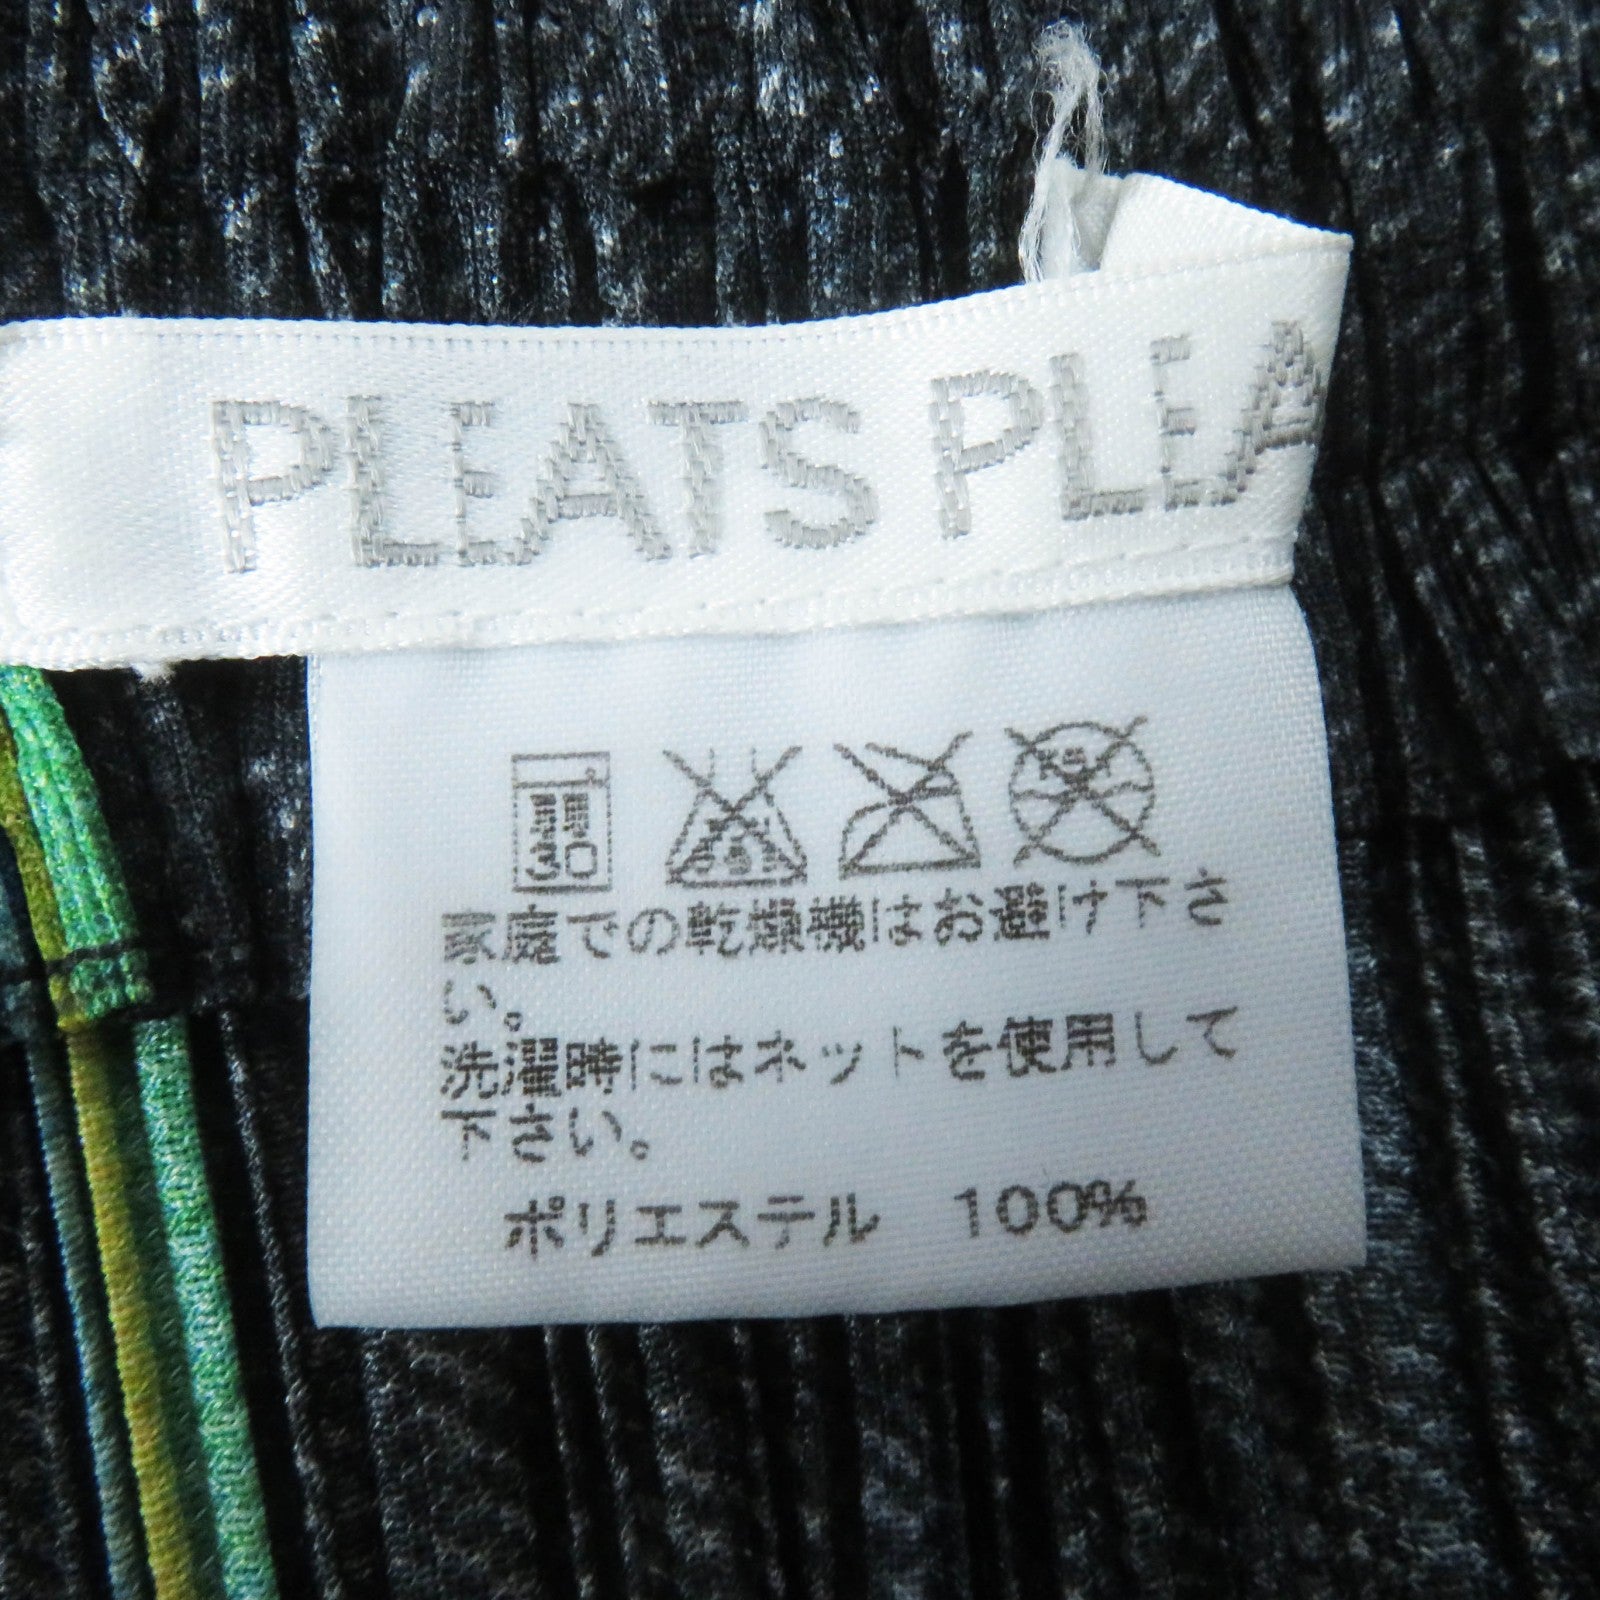 PLEATS PLEA
家庭での乾燥機はお避け下さ
い。
洗濯時にはネットを使用して
下さい。
ポリエステル 100%